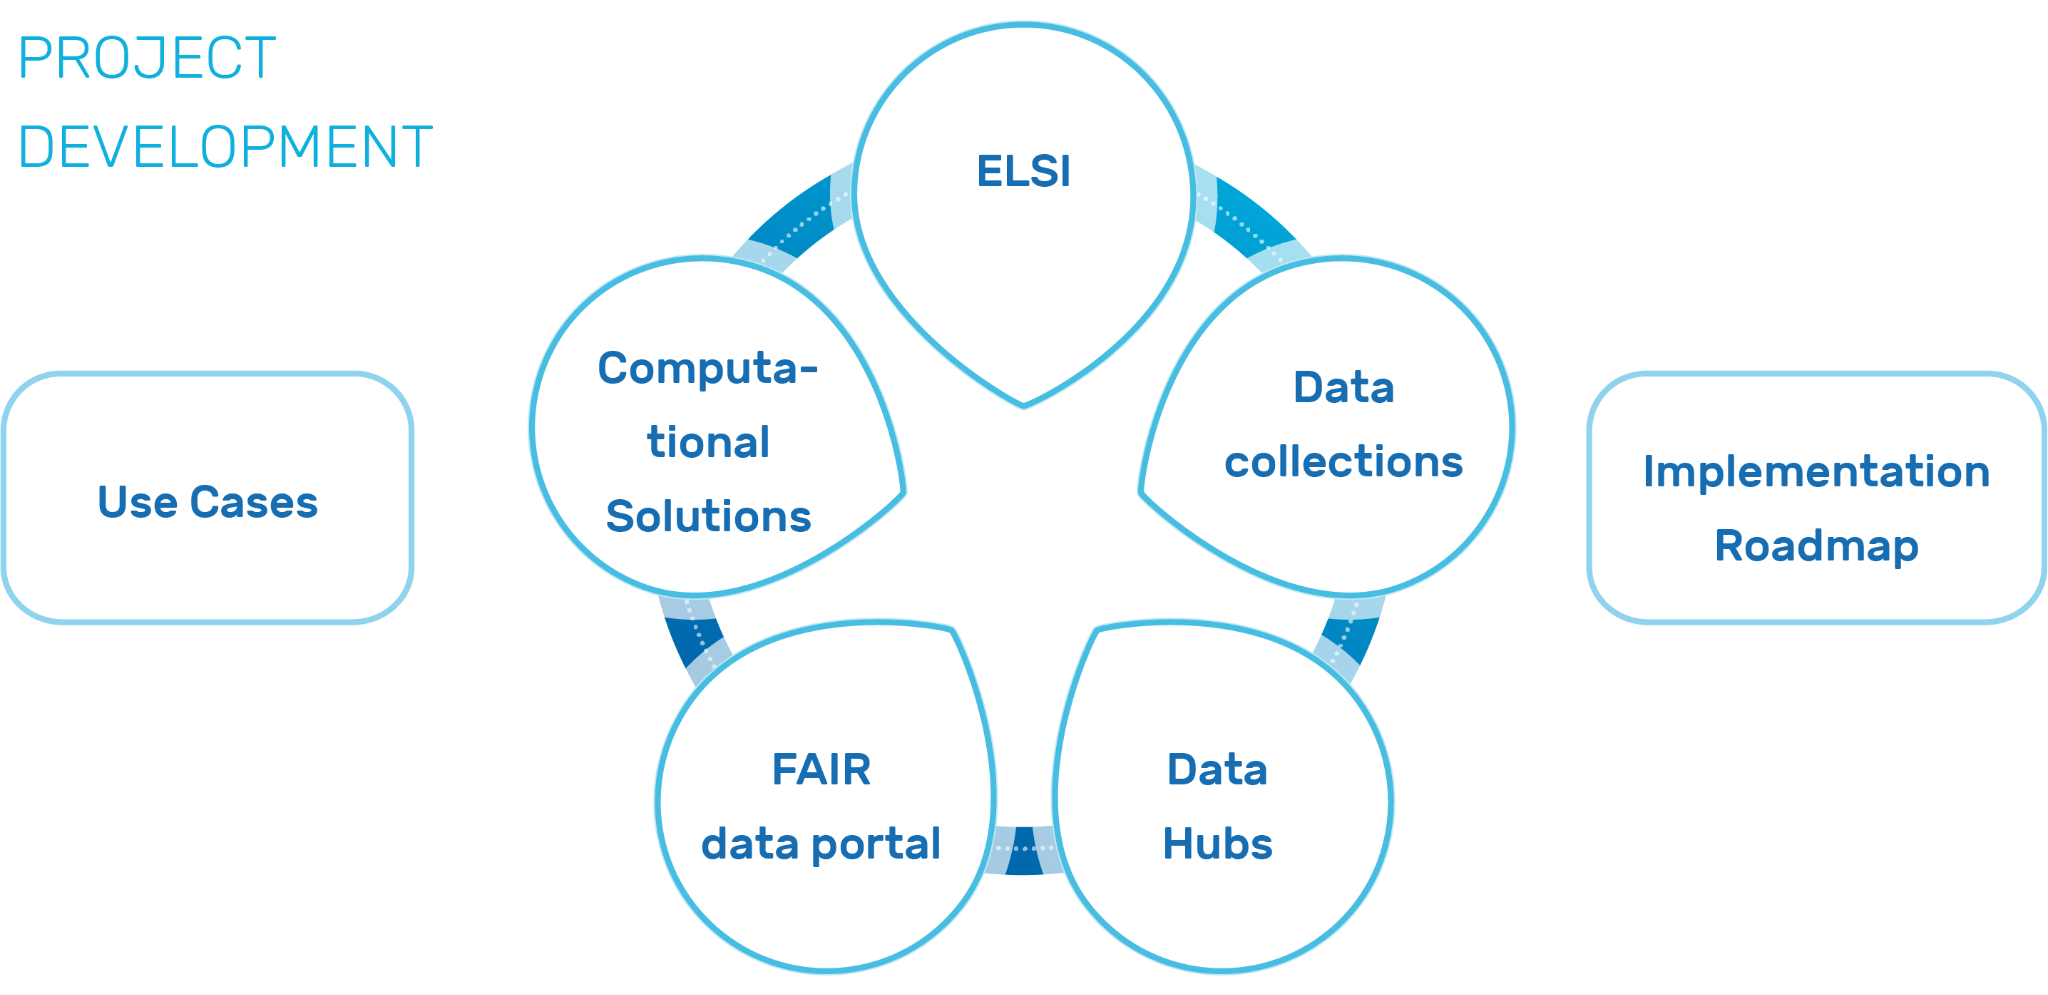 PROJECT
DEVELOPMENT
ELSI
Computa-
tional
Solutions
Data
collections
Use Cases
Implementation
Roadmap
FAIR
data portal
Data
Hubs